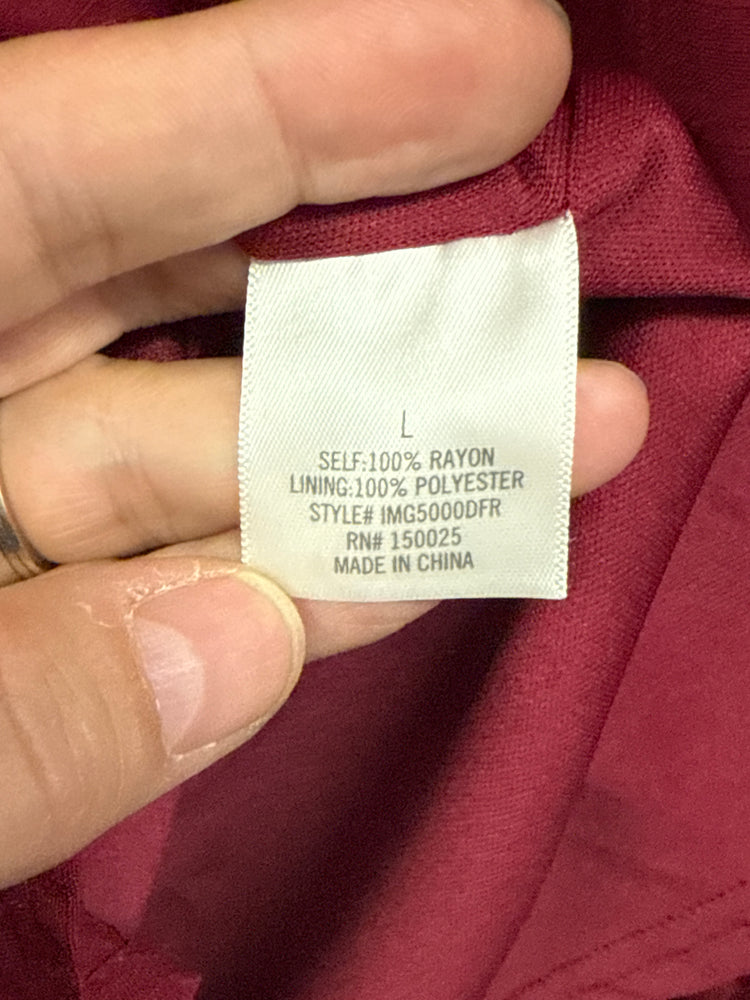 L
SELF:100% RAYON
LINING:100% POLYESTER
STYLE# IMG5000DFR
RN# 150025
MADE IN CHINA